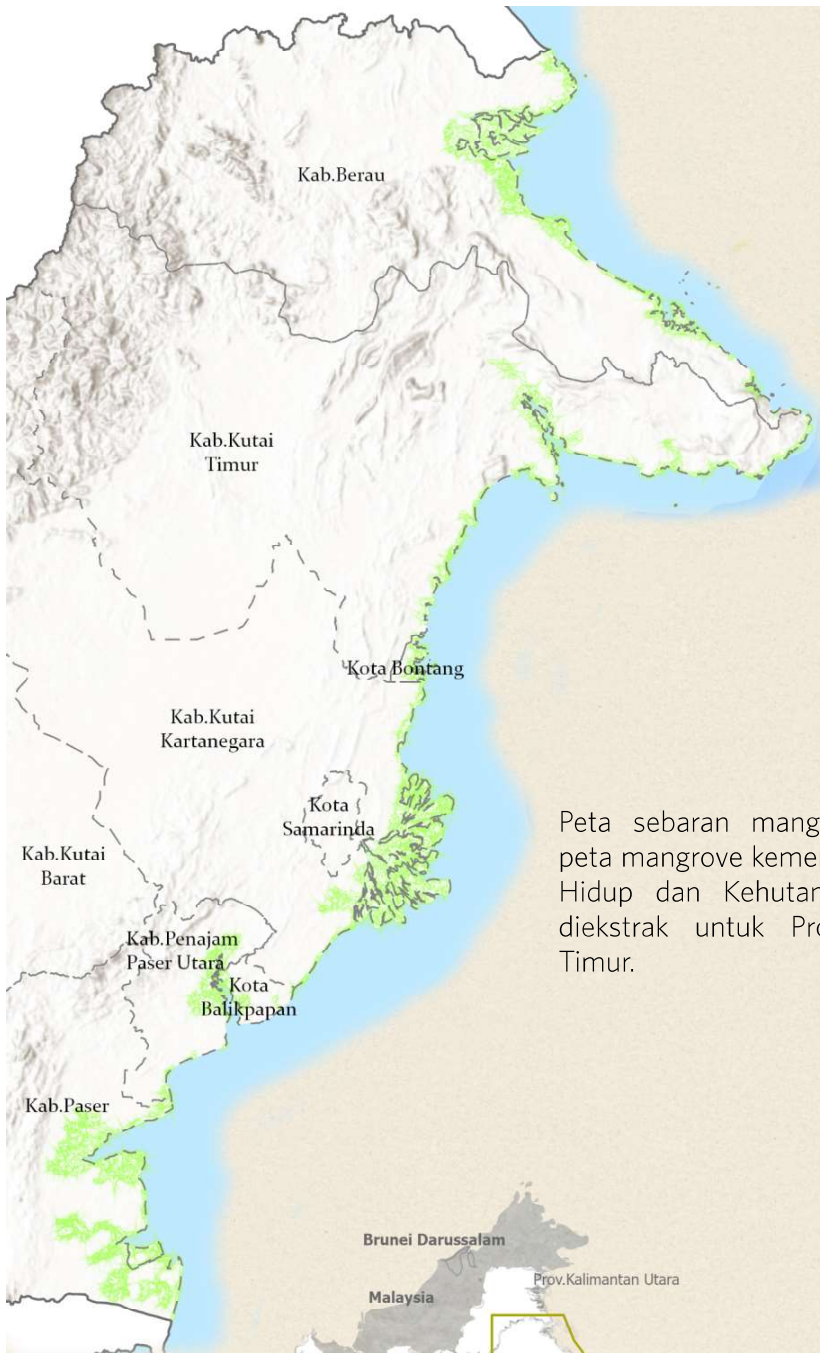 Kab.Berau
Kab.Kutai
Timur
Kota Bontang
Kab.Kutai
Kartanegara
Kota
Samarinda
Kab.Kutai
Barat
Peta sebaran mang
peta mangrove keme
Hidup dan Kehutan
diekstrak untuk Pro
Timur.
Kab.Penajam
Paser Utara
Kota
Balikpapan
Kab.Paser
Brunei Darussalam
Prov.Kalimantan Utara
Malaysia